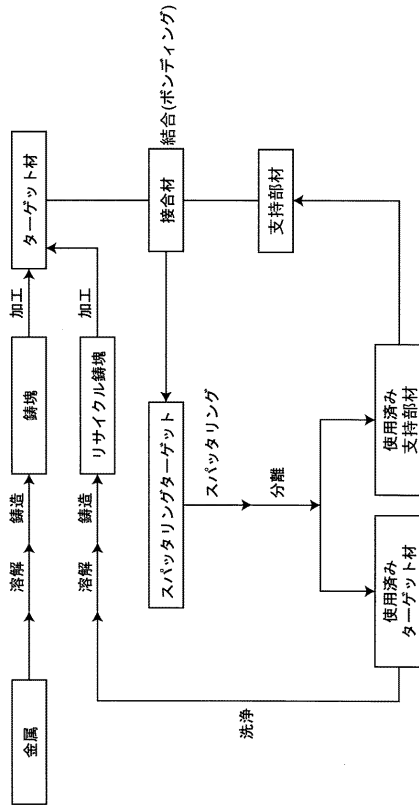 金属
溶解
鋳造
鋳塊
加工
ターゲット材
溶解
鋳造
リサイクル鋳塊
加工
接合材
結合(ボンディング)
支持部材
スパッタリングターゲット
スパッタリング
分離
使用済み
ターゲット材
使用済み
支持部材
洗浄